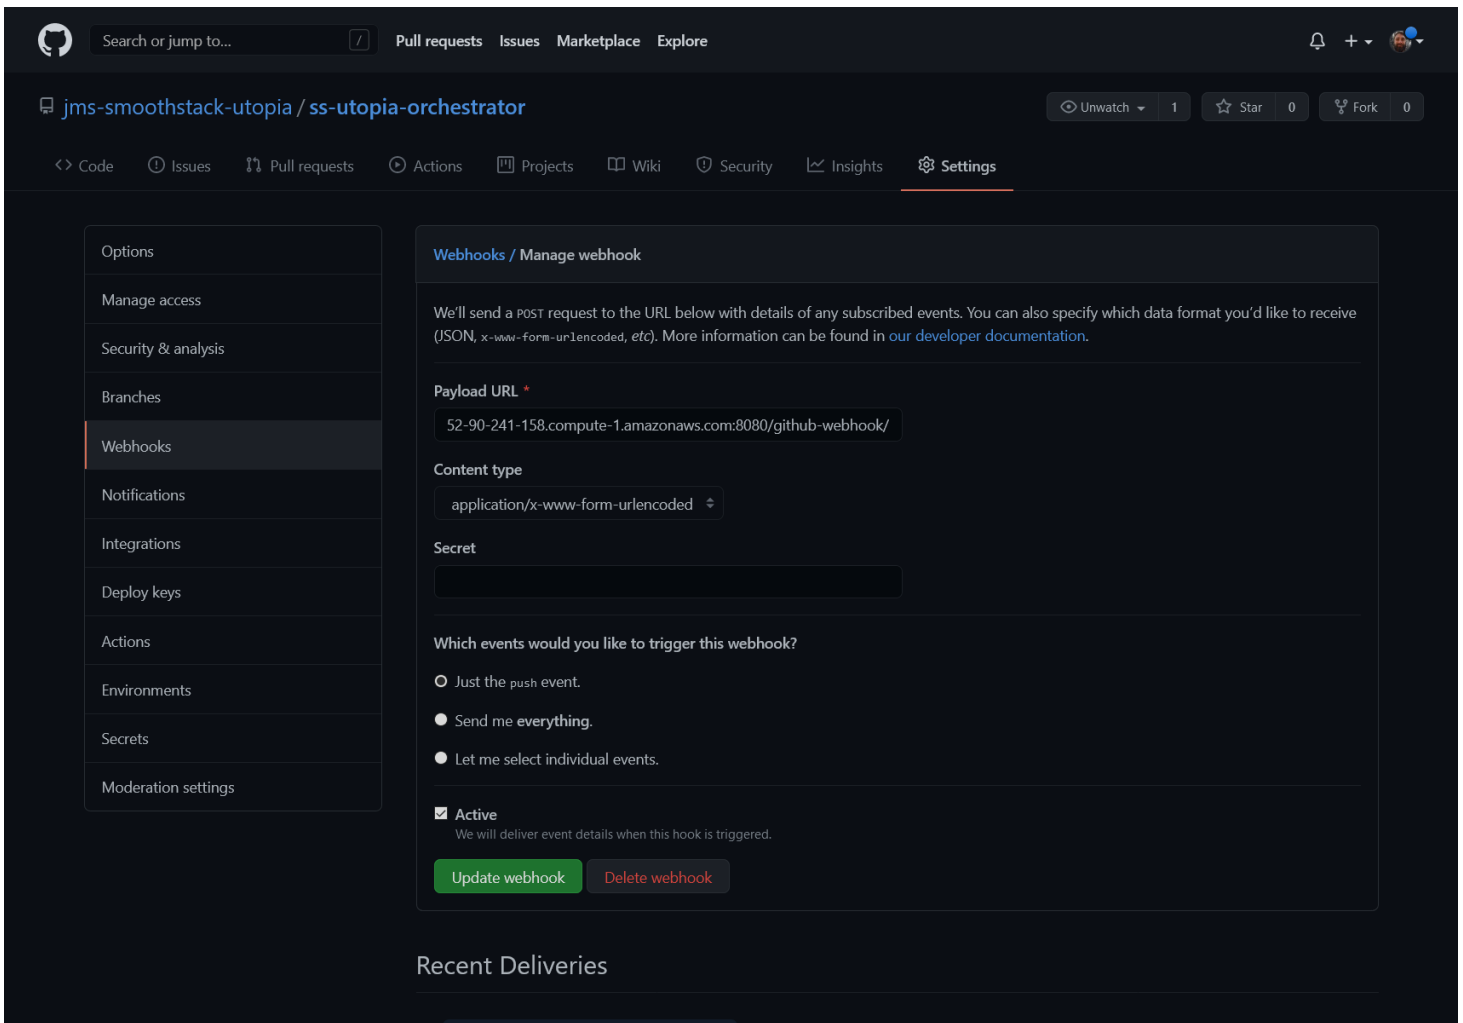 Search or jump to... /
Pull requests Issues Marketplace Explore
jms-smoothstack-utopia / ss-utopia-orchestrator
Unwatch 1 Star 0 Fork 0
Code Issues Pull requests Actions Projects Wiki Security Insights Settings
Options
Manage access
Security & analysis
Branches
Webhooks
Notifications
Integrations
Deploy keys
Actions
Environments
Secrets
Moderation settings
Webhooks / Manage webhook
We'll send a POST request to the URL below with details of any subscribed events. You can also specify which data format you'd like to receive
(JSON, x-www-form-urlencoded, etc). More information can be found in our developer documentation.
Payload URL *
52-90-241-158.compute-1.amazonaws.com:8080/github-webhook/
Content type
application/x-www-form-urlencoded
Secret
Which events would you like to trigger this webhook?
Just the push event.
Send me everything.
Let me select individual events.
Active
We will deliver event details when this hook is triggered.
Update webhook Delete webhook
Recent Deliveries